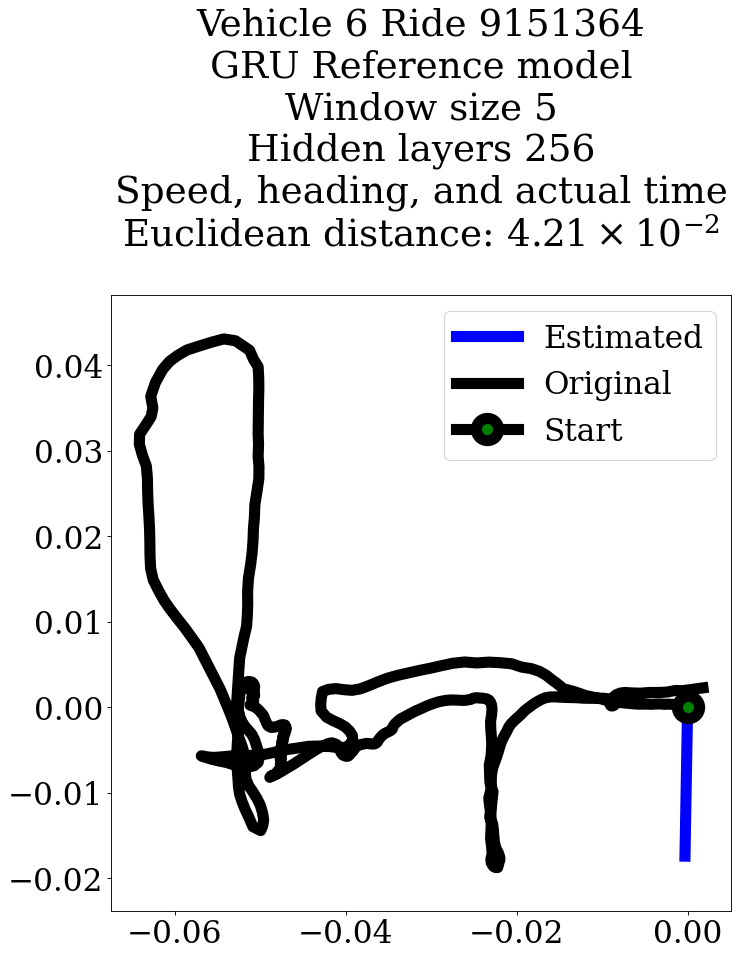 Vehicle 6 Ride 9151364
GRU Reference model
Window size 5
Hidden layers 256
Speed, heading, and actual time
Euclidean distance: 4.21 × 10⁻²
Estimated
Original
Start
0.04
0.03
0.02
0.01
0.00
−0.01
−0.02
−0.06 −0.04 −0.02 0.00